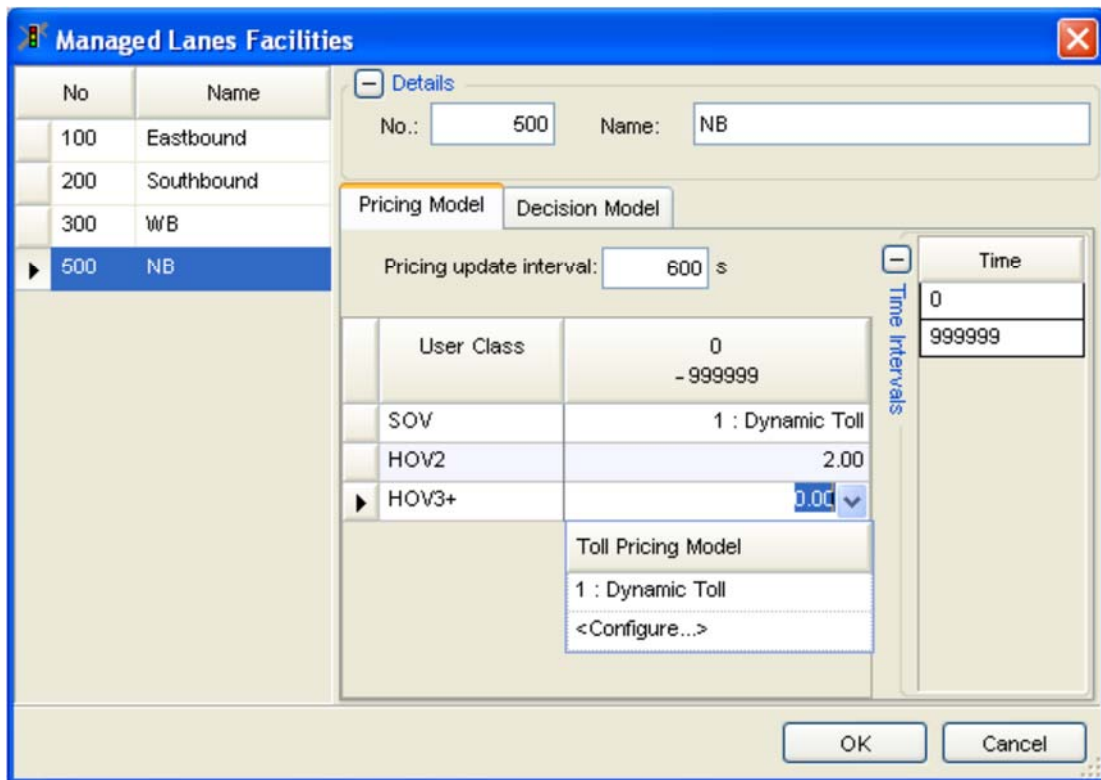 Managed Lanes Facilities
No Name
100 Eastbound
200 Southbound
300 WB
500 NB
Details
No.: 500 Name: NB
Pricing Model Decision Model
Pricing update interval: 600 s
User Class 0
- 999999
SOV 1 : Dynamic Toll
HOV2 2.00
HOV3+ 0.00
Toll Pricing Model
1 : Dynamic Toll
<Configure...>
Time Intervals
Time
0
999999
OK Cancel